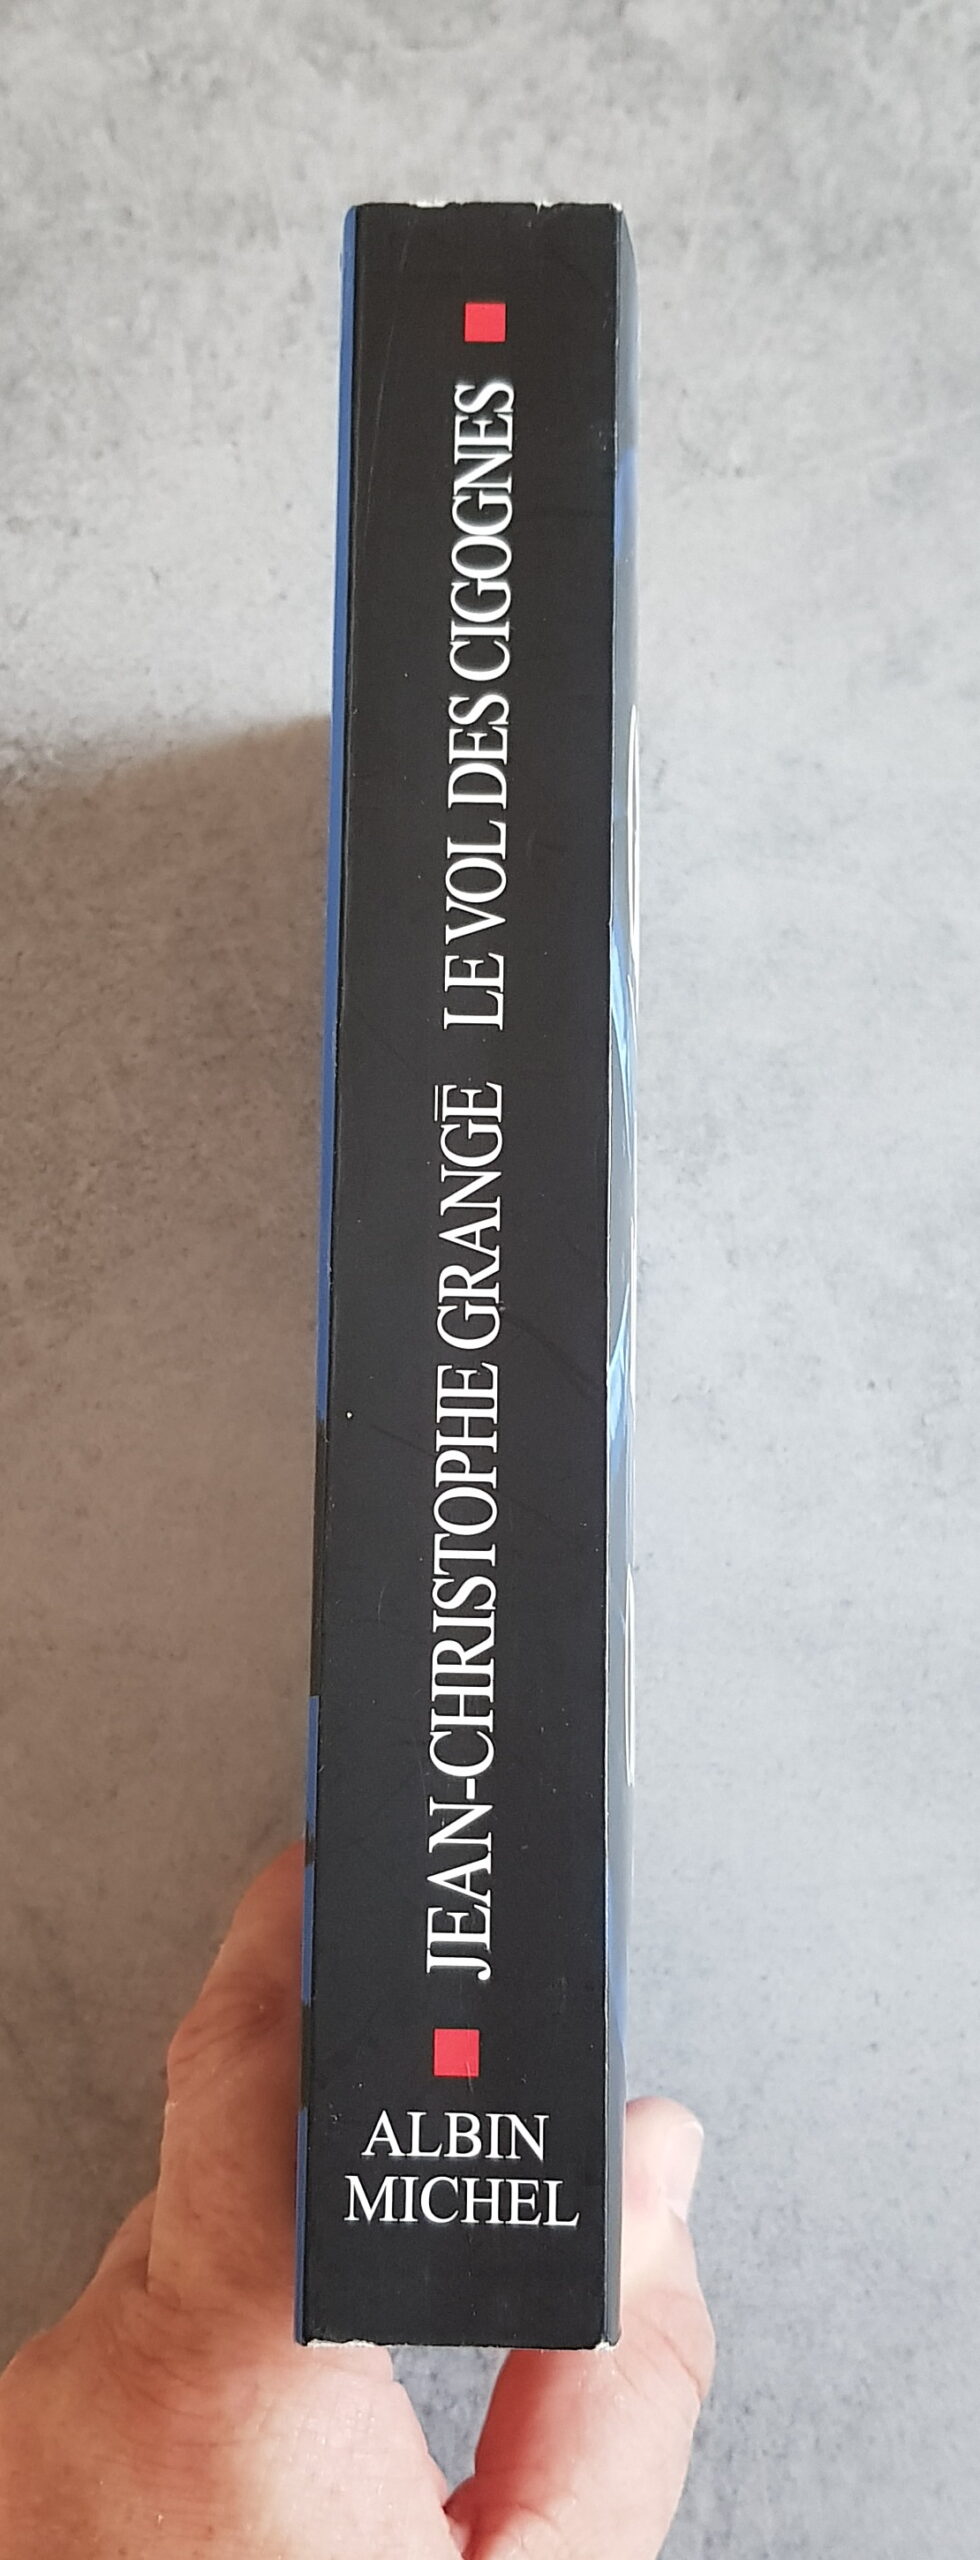 JEAN-CHRISTOPHE GRANGÉ LE VOL DES CIGOGNES
ALBIN
MICHEL